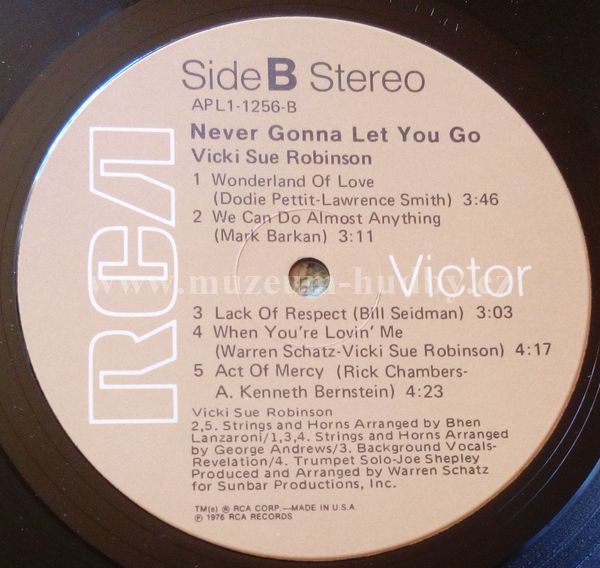 Side B Stereo
APL1-1256-B
Never Gonna Let You Go
Vicki Sue Robinson
1 Wonderland Of Love
(Dodie Pettit-Lawrence Smith) 3:46
2 We Can Do Almost Anything
(Mark Barkan) 3:11
RCA
Victor
www.muzeum-hudby.cz
3 Lack Of Respect (Bill Seidman) 3:03
4 When You're Lovin' Me
(Warren Schatz-Vicki Sue Robinson) 4:17
5 Act Of Mercy (Rick Chambers-
A. Kenneth Bernstein) 4:23
Vicki Sue Robinson
2,5. Strings and Horns Arranged by Bhen
Lanzaroni/1,3,4. Strings and Horns Arranged
by George Andrews/3. Background Vocals-
Revelation/4. Trumpet Solo-Joe Shepley
Produced and Arranged by Warren Schatz
for Sunbar Productions, Inc.
TM(s) ® RCA CORP.—MADE IN U.S.A.
℗ 1976 RCA RECORDS